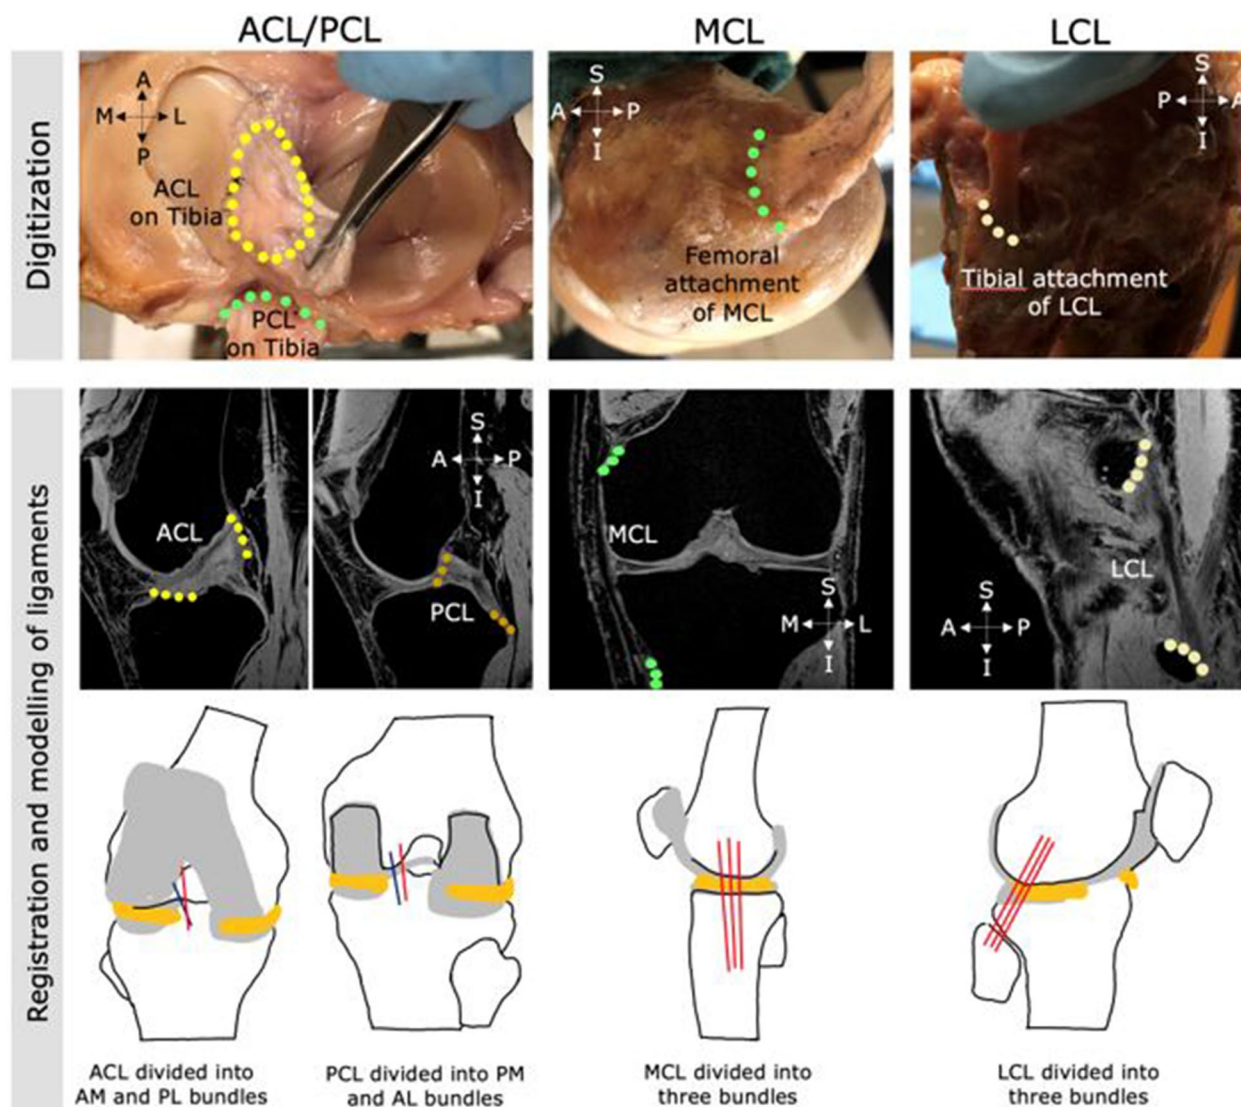 ACL/PCL
MCL
LCL
Digitization
A
M
L
P
ACL
on Tibia
PCL
on Tibia
S
A
P
I
Femoral
attachment
of MCL
S
P
A
I
Tibial attachment
of LCL
Registration and modelling of ligaments
ACL
S
A
P
I
PCL
MCL
S
M
L
I
LCL
S
A
P
I
ACL divided into
AM and PL bundles
PCL divided into PM
and AL bundles
MCL divided into
three bundles
LCL divided into
three bundles